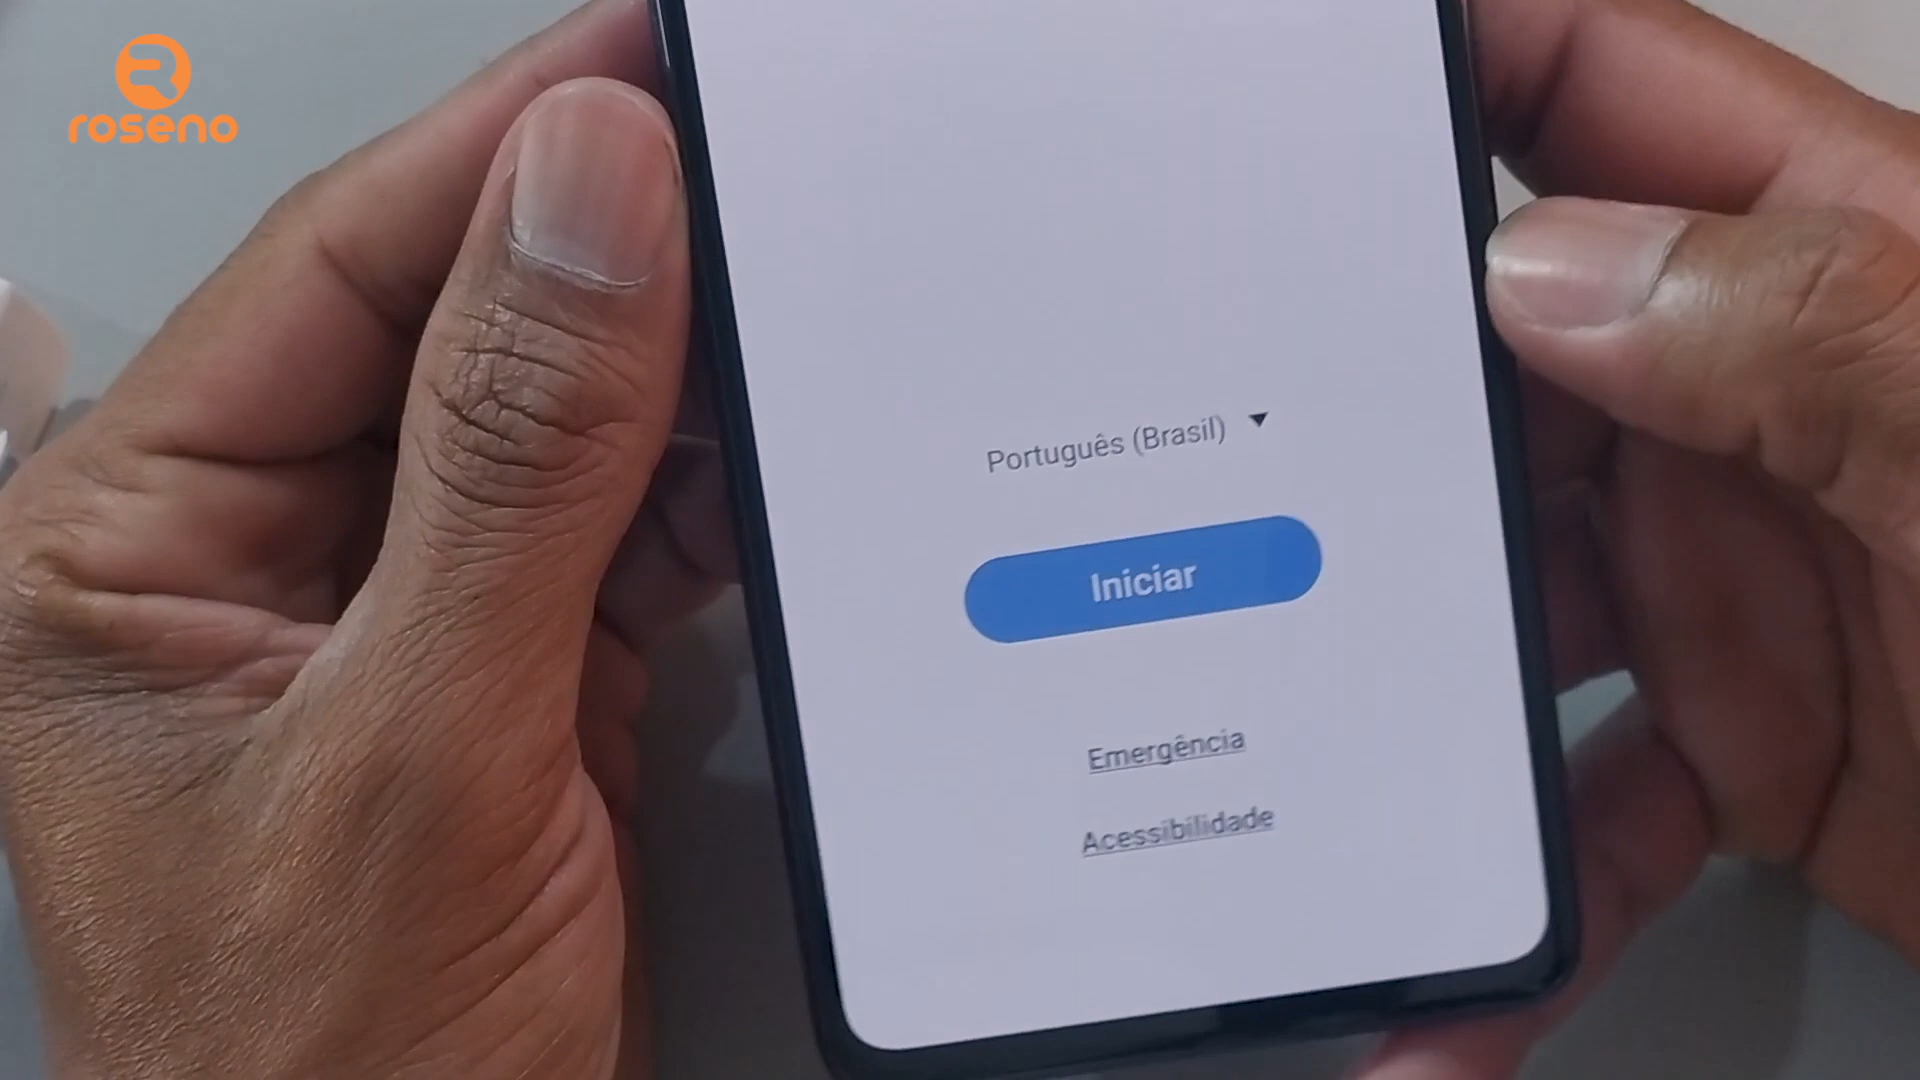 roseno
Português (Brasil)
Iniciar
Emergência
Acessibilidade